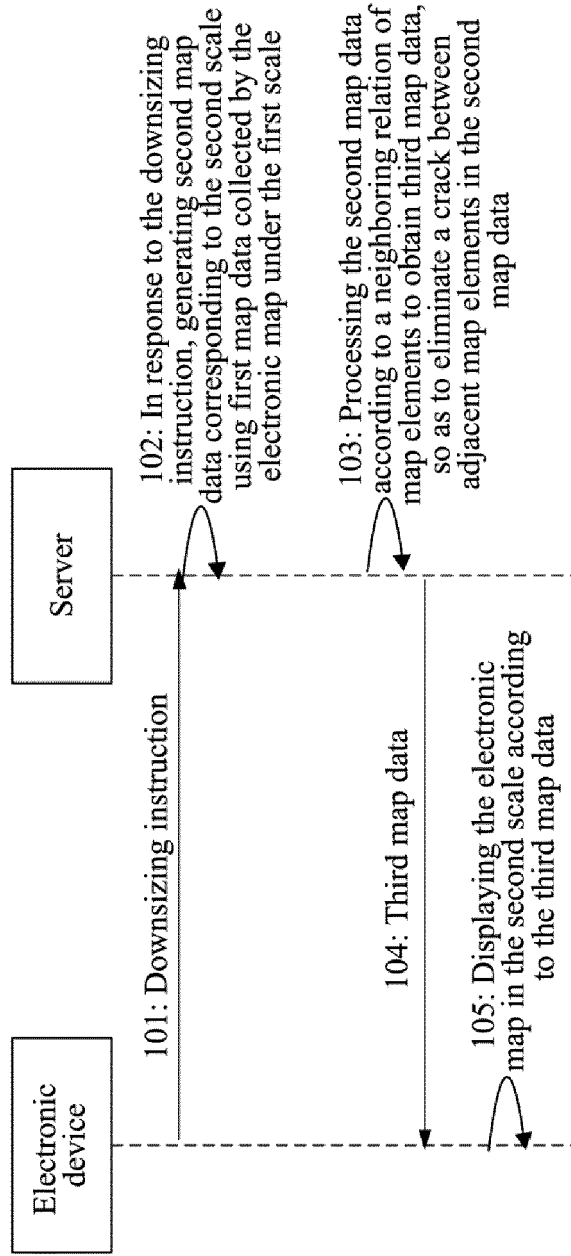 Electronic
device
Server
101: Downsizing instruction
102: In response to the downsizing
instruction, generating second map
data corresponding to the second scale
using first map data collected by the
electronic map under the first scale
103: Processing the second map data
according to a neighboring relation of
map elements to obtain third map data,
so as to eliminate a crack between
adjacent map elements in the second
map data
104: Third map data
105: Displaying the electronic
map in the second scale according
to the third map data